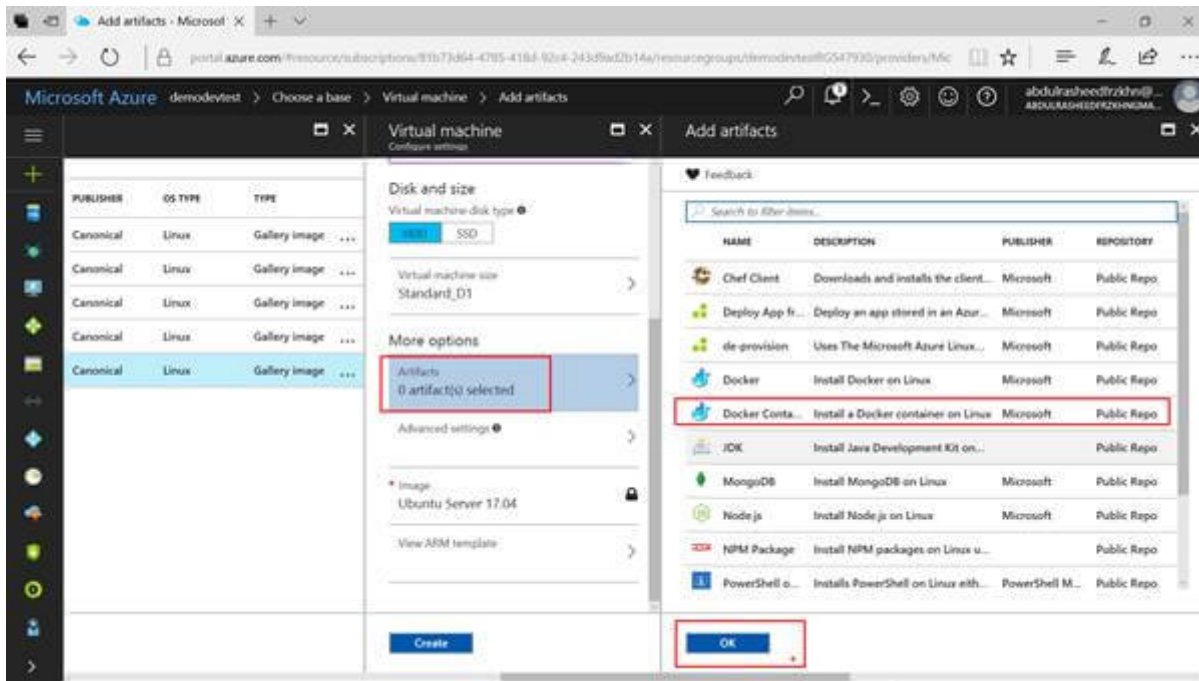 Add artifacts - Microsof
portal.azure.com
Microsoft Azure demodevtest > Choose a base > Virtual machine > Add artifacts
abdulrasheedfrzkhn@...
Virtual machine
Configure settings
Add artifacts
Feedback
Search to filter items...
PUBLISHER OS TYPE TYPE
Canonical Linux Gallery image ...
Canonical Linux Gallery image ...
Canonical Linux Gallery image ...
Canonical Linux Gallery image ...
Canonical Linux Gallery image ...
Disk and size
Virtual machine disk type
HDD SSD
Virtual machine size
Standard_D1
More options
Artifacts
0 artifact(s) selected
Advanced settings
* Image
Ubuntu Server 17.04
View ARM template
Create
NAME DESCRIPTION PUBLISHER REPOSITORY
Chef Client Downloads and installs the client... Microsoft Public Repo
Deploy App fr... Deploy an app stored in an Azur... Microsoft Public Repo
de-provision Uses The Microsoft Azure Linux... Microsoft Public Repo
Docker Install Docker on Linux Microsoft Public Repo
Docker Conta... Install a Docker container on Linux Microsoft Public Repo
JDK Install Java Development Kit on... Public Repo
MongoDB Install MongoDB on Linux Microsoft Public Repo
Node.js Install Node.js on Linux Microsoft Public Repo
NPM Package Install NPM packages on Linux u... Public Repo
PowerShell o... Installs PowerShell on Linux eith... PowerShell M... Public Repo
OK